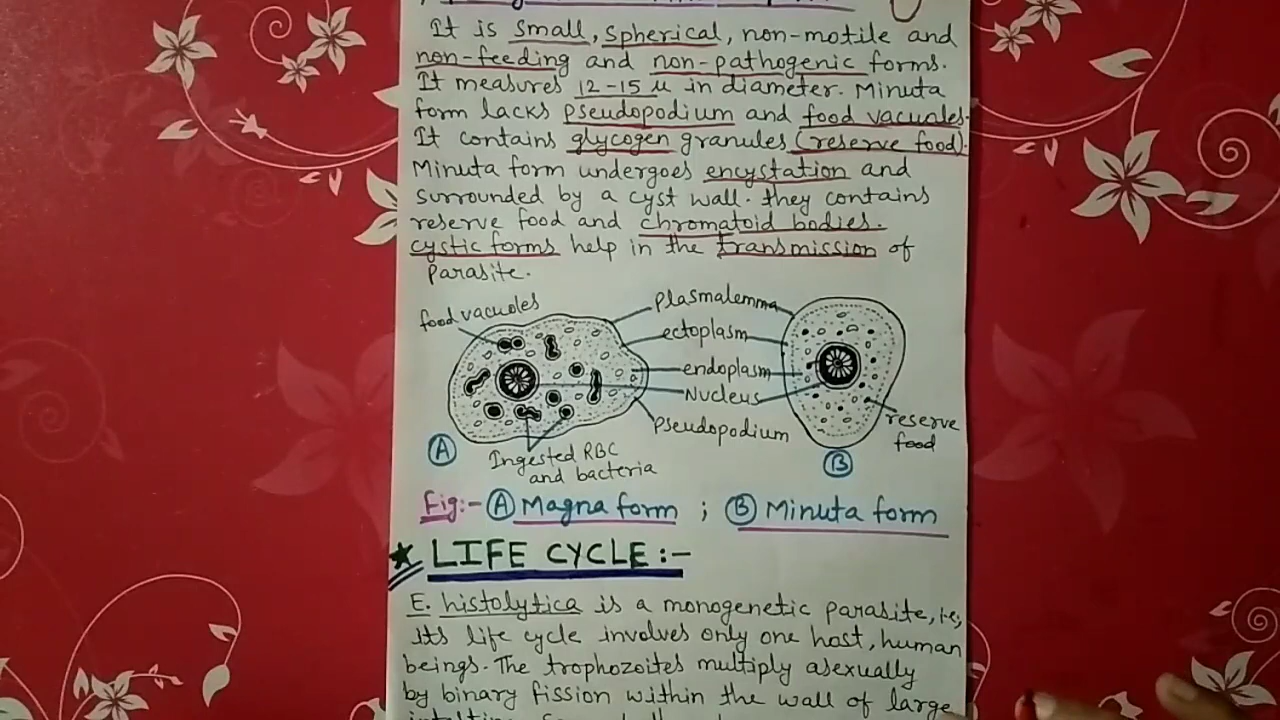 It is small, spherical, non-motile and
non-feeding and non-pathogenic forms.
It measures 12-15 µ in diameter. Minuta
form lacks pseudopodium and food vacuoles.
It contains glycogen granules (reserve food).
Minuta form undergoes encystation and
surrounded by a cyst wall. they contains
reserve food and chromatoid bodies.
cystic forms help in the transmission of
parasite.
food vacuoles
plasmalemma
ectoplasm
endoplasm
Nucleus
pseudopodium
reserve
food
Ingested RBC
and bacteria
A
B
Fig:- A Magna form ; B Minuta form
★ LIFE CYCLE :-
E. histolytica is a monogenetic parasite, i.e,
its life cycle involves only one host, human
beings. The trophozoites multiply asexually
by binary fission within the wall of large